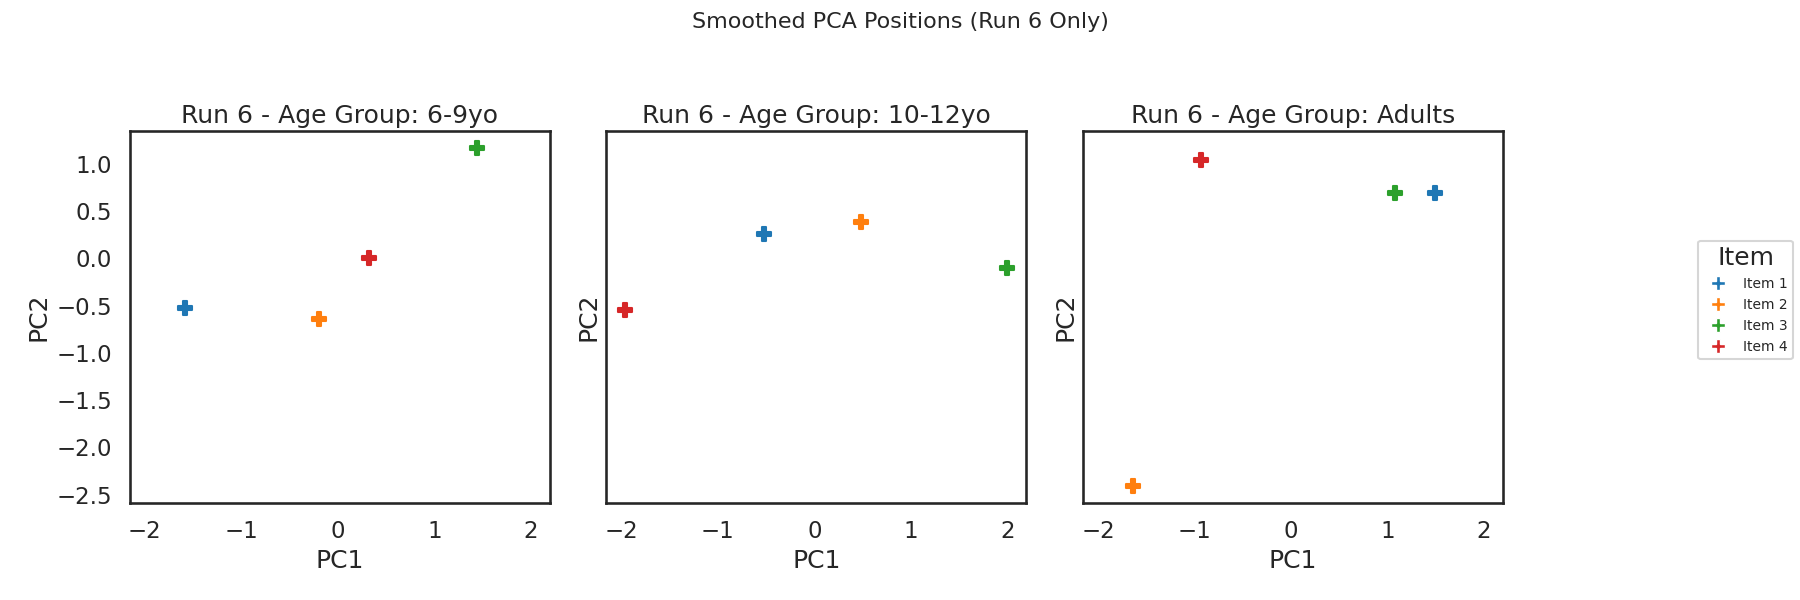 Smoothed PCA Positions (Run 6 Only)
Run 6 - Age Group: 6-9yo
Run 6 - Age Group: 10-12yo
Run 6 - Age Group: Adults
1.0
0.5
0.0
−0.5
−1.0
−1.5
−2.0
−2.5
PC2
PC2
PC2
−2 −1 0 1 2
−2 −1 0 1 2
−2 −1 0 1 2
PC1
PC1
PC1
Item
Item 1
Item 2
Item 3
Item 4